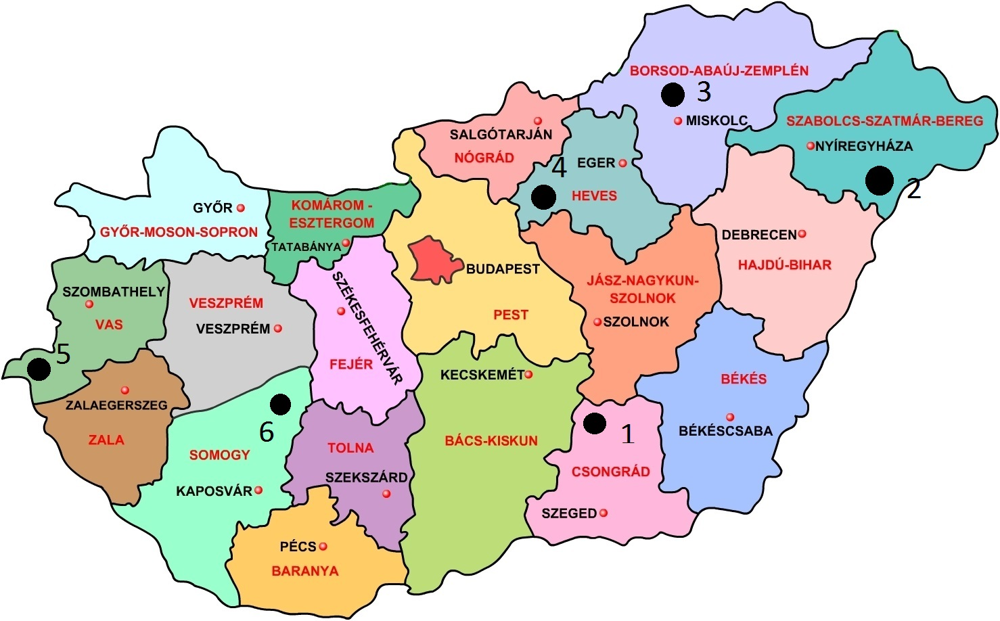 BORSOD-ABAÚJ-ZEMPLÉN
3
MISKOLC
SZABOLCS-SZATMÁR-BEREG
NYÍREGYHÁZA
2
SALGÓTARJÁN
NÓGRÁD
4
EGER
HEVES
GYŐR
GYŐR-MOSON-SOPRON
KOMÁROM -
ESZTERGOM
TATABÁNYA
BUDAPEST
PEST
DEBRECEN
HAJDÚ-BIHAR
JÁSZ-NAGYKUN-
SZOLNOK
SZOLNOK
SZOMBATHELY
VAS
5
VESZPRÉM
VESZPRÉM
SZÉKESFEHÉRVÁR
FEJÉR
KECSKEMÉT
BÉKÉS
BÉKÉSCSABA
ZALAEGERSZEG
ZALA
6
SOMOGY
KAPOSVÁR
TOLNA
SZEKSZÁRD
BÁCS-KISKUN
1
CSONGRÁD
SZEGED
PÉCS
BARANYA